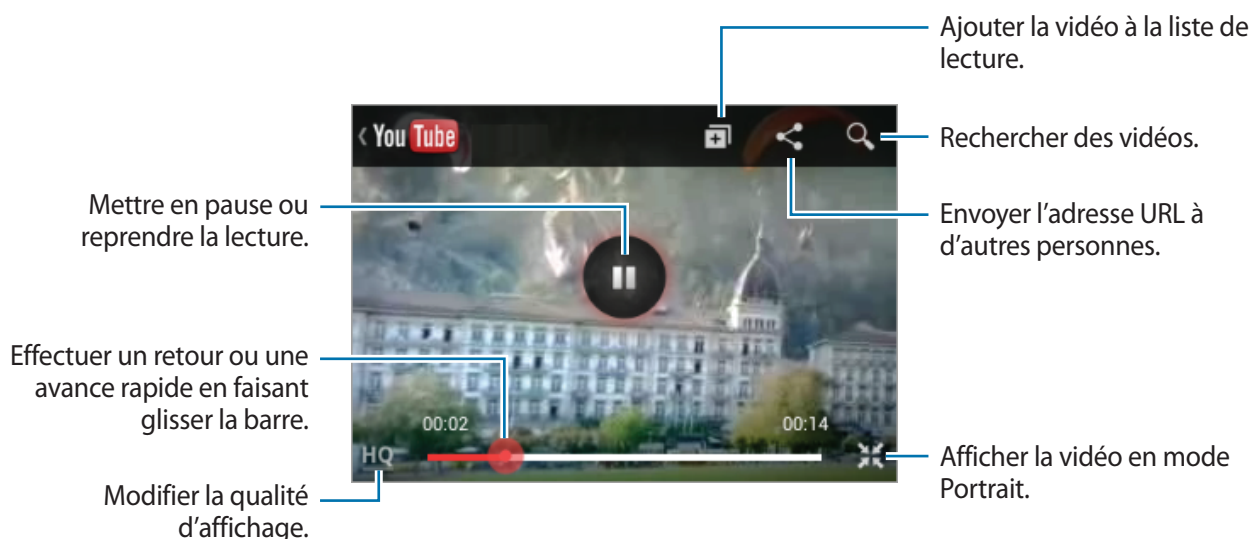 Ajouter la vidéo à la liste de
lecture.
You Tube
Rechercher des vidéos.
Mettre en pause ou
reprendre la lecture.
Envoyer l’adresse URL à
d’autres personnes.
Effectuer un retour ou une
avance rapide en faisant
glisser la barre.
00:02
00:14
HQ
Afficher la vidéo en mode
Portrait.
Modifier la qualité
d’affichage.